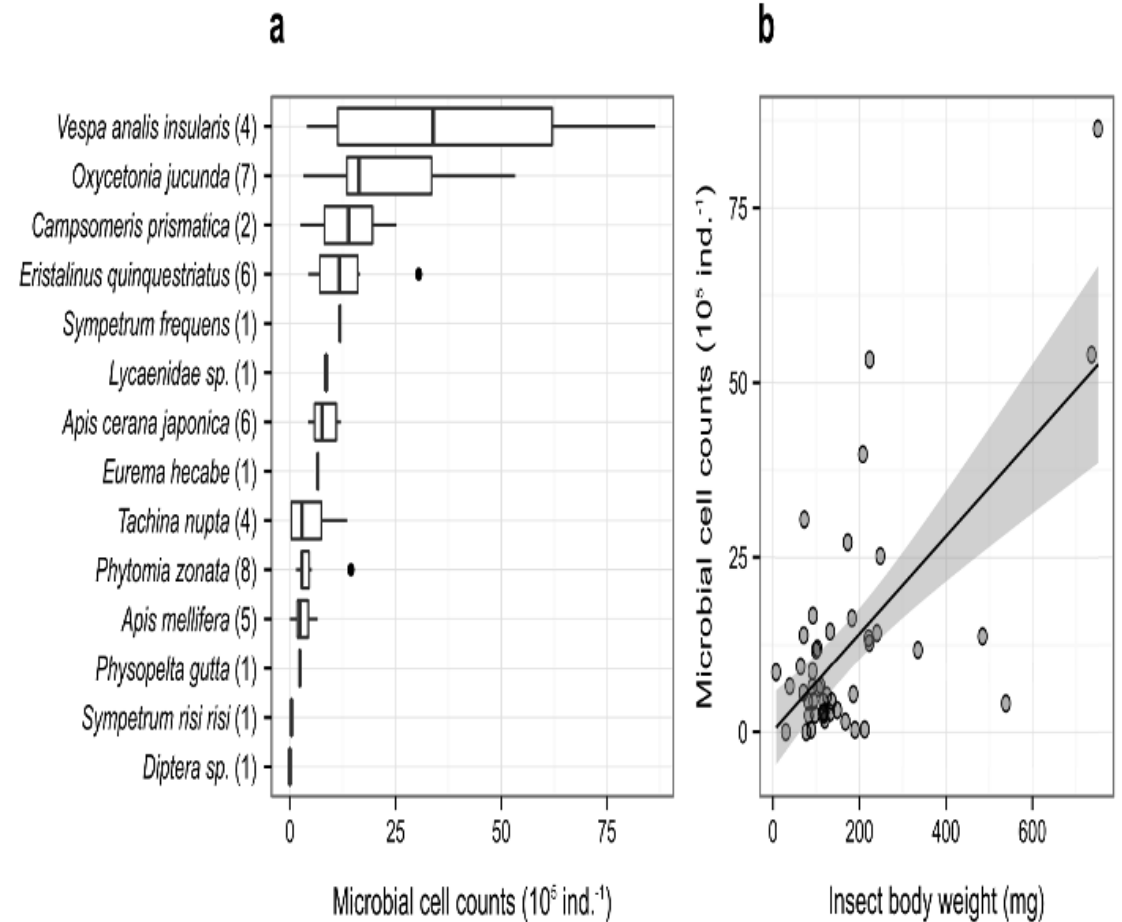 a
Vespa analis insularis (4)
Oxycetonia jucunda (7)
Campsomeris prismatica (2)
Eristalinus quinquestriatus (6)
Sympetrum frequens (1)
Lycaenidae sp. (1)
Apis cerana japonica (6)
Eurema hecabe (1)
Tachina nupta (4)
Phytomia zonata (8)
Apis mellifera (5)
Physopelta gutta (1)
Sympetrum risi risi (1)
Diptera sp. (1)
0 25 50 75
Microbial cell counts (10⁵ ind.⁻¹)
b
Microbial cell counts (10⁵ ind.⁻¹)
75
50
25
0
0 200 400 600
Insect body weight (mg)